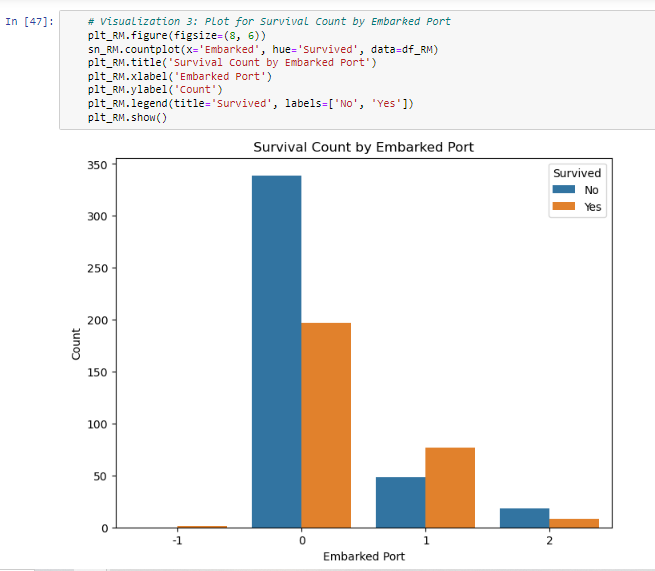 In [47]:
# Visualization 3: Plot for Survival Count by Embarked Port
plt_RM.figure(figsize=(8, 6))
sn_RM.countplot(x='Embarked', hue='Survived', data=df_RM)
plt_RM.title('Survival Count by Embarked Port')
plt_RM.xlabel('Embarked Port')
plt_RM.ylabel('Count')
plt_RM.legend(title='Survived', labels=['No', 'Yes'])
plt_RM.show()
Survival Count by Embarked Port
Survived
No
Yes
Count
350
300
250
200
150
100
50
0
-1 0 1 2
Embarked Port